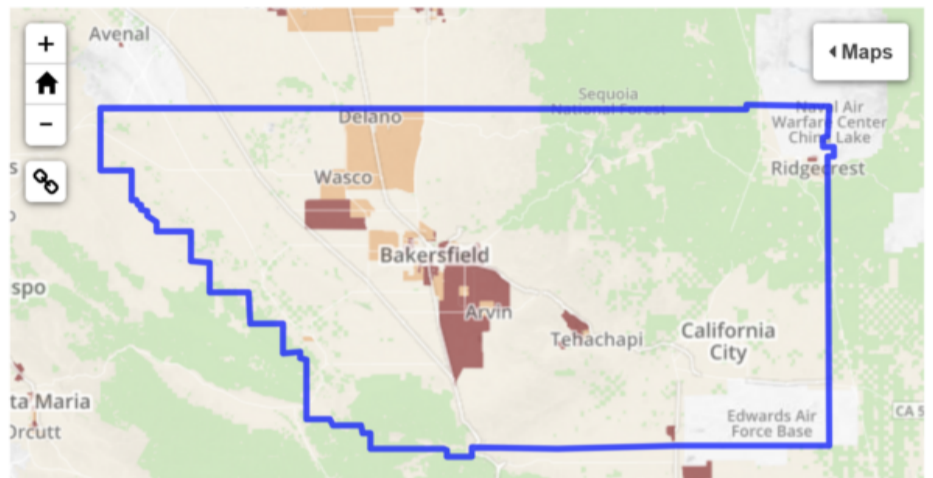 +
Avenal
Maps
−
Sequoia
National Forest
Naval Air
Warfare Center
China Lake
Delano
s
Wasco
Ridgecrest
o
Bakersfield
spo
Arvin
Tehachapi
California
City
ta Maria
Orcutt
Edwards Air
Force Base
CA 5